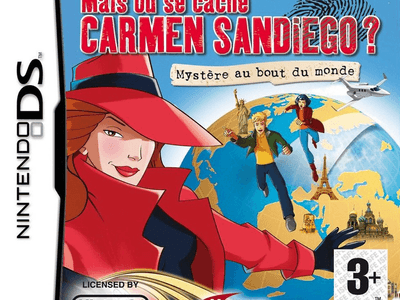 Mais où se cache
CARMEN SANDIEGO?
Mystère au bout du monde
NINTENDO DS
LICENSED BY
3+